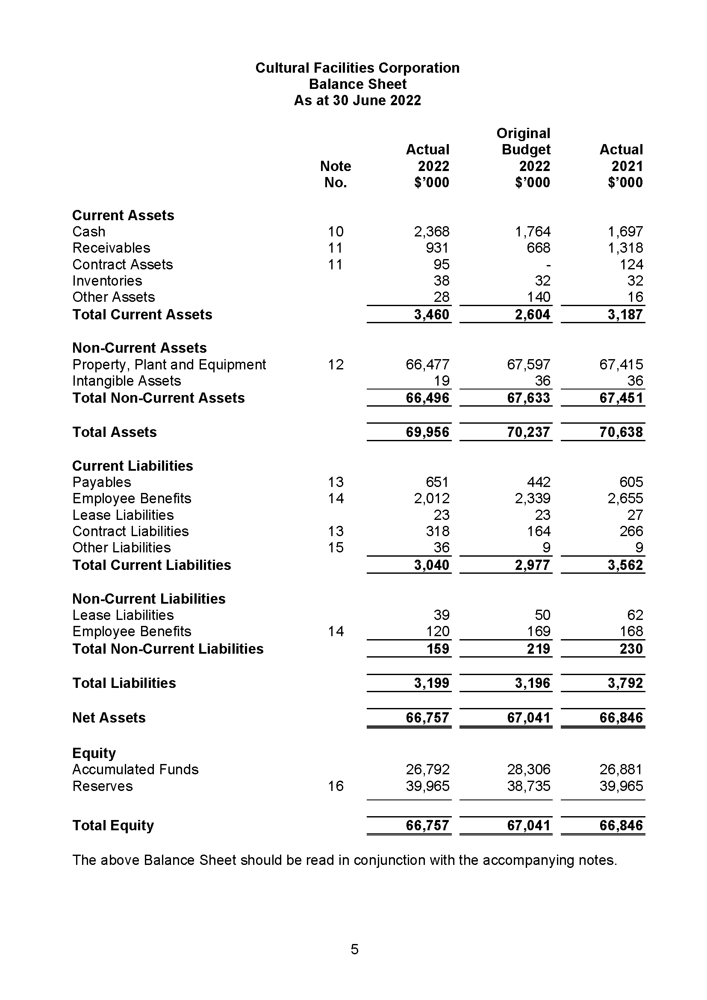 Cultural Facilities Corporation
Balance Sheet
As at 30 June 2022
Original
Actual Budget Actual
Note 2022 2022 2021
No. $’000 $’000 $’000
Current Assets
Cash 10 2,368 1,764 1,697
Receivables 11 931 668 1,318
Contract Assets 11 95 - 124
Inventories 38 32 32
Other Assets 28 140 16
Total Current Assets 3,460 2,604 3,187
Non-Current Assets
Property, Plant and Equipment 12 66,477 67,597 67,415
Intangible Assets 19 36 36
Total Non-Current Assets 66,496 67,633 67,451
Total Assets 69,956 70,237 70,638
Current Liabilities
Payables 13 651 442 605
Employee Benefits 14 2,012 2,339 2,655
Lease Liabilities 23 23 27
Contract Liabilities 13 318 164 266
Other Liabilities 15 36 9 9
Total Current Liabilities 3,040 2,977 3,562
Non-Current Liabilities
Lease Liabilities 39 50 62
Employee Benefits 14 120 169 168
Total Non-Current Liabilities 159 219 230
Total Liabilities 3,199 3,196 3,792
Net Assets 66,757 67,041 66,846
Equity
Accumulated Funds 26,792 28,306 26,881
Reserves 16 39,965 38,735 39,965
Total Equity 66,757 67,041 66,846
The above Balance Sheet should be read in conjunction with the accompanying notes.
5